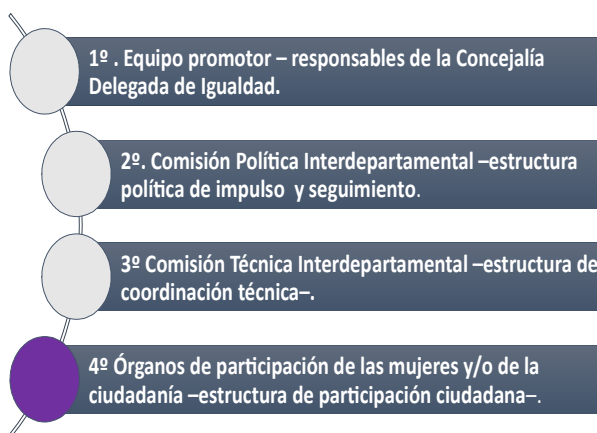 1º . Equipo promotor – responsables de la Concejalía
Delegada de Igualdad.
2º. Comisión Política Interdepartamental –estructura
política de impulso y seguimiento.
3º Comisión Técnica Interdepartamental –estructura de
coordinación técnica–.
4º Órganos de participación de las mujeres y/o de la
ciudadanía –estructura de participación ciudadana–.